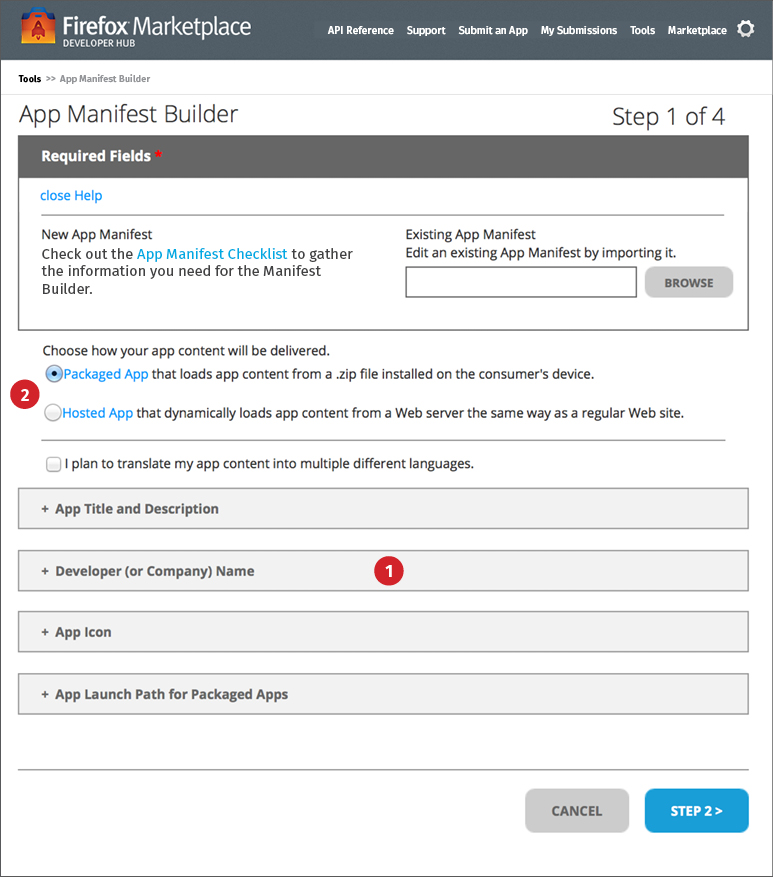 Firefox Marketplace
DEVELOPER HUB
API Reference Support Submit an App My Submissions Tools Marketplace
Tools >> App Manifest Builder
App Manifest Builder
Step 1 of 4
Required Fields *
close Help
New App Manifest
Check out the App Manifest Checklist to gather
the information you need for the Manifest
Builder.
Existing App Manifest
Edit an existing App Manifest by importing it.
BROWSE
Choose how your app content will be delivered.
Packaged App that loads app content from a .zip file installed on the consumer's device.
2
Hosted App that dynamically loads app content from a Web server the same way as a regular Web site.
I plan to translate my app content into multiple different languages.
+ App Title and Description
+ Developer (or Company) Name
1
+ App Icon
+ App Launch Path for Packaged Apps
CANCEL
STEP 2 >